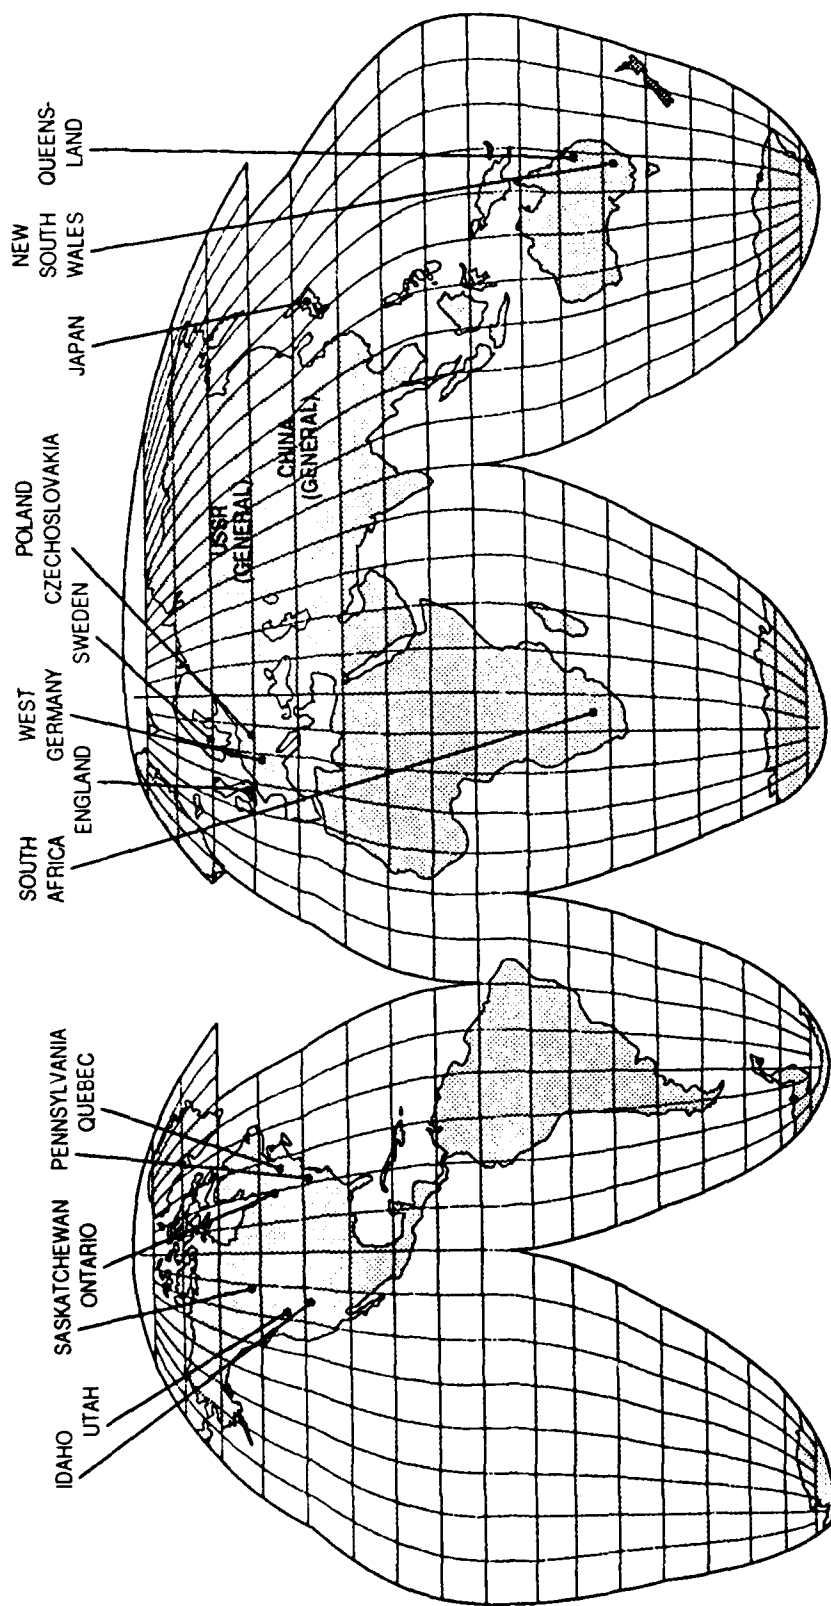 IDAHO
UTAH
SASKATCHEWAN
ONTARIO
PENNSYLVANIA
QUEBEC
SOUTH
AFRICA
ENGLAND
WEST
GERMANY
SWEDEN
POLAND
CZECHOSLOVAKIA
JAPAN
NEW
SOUTH
WALES
QUEENS-
LAND
USSR
(GENERAL)
CHINA
(GENERAL)